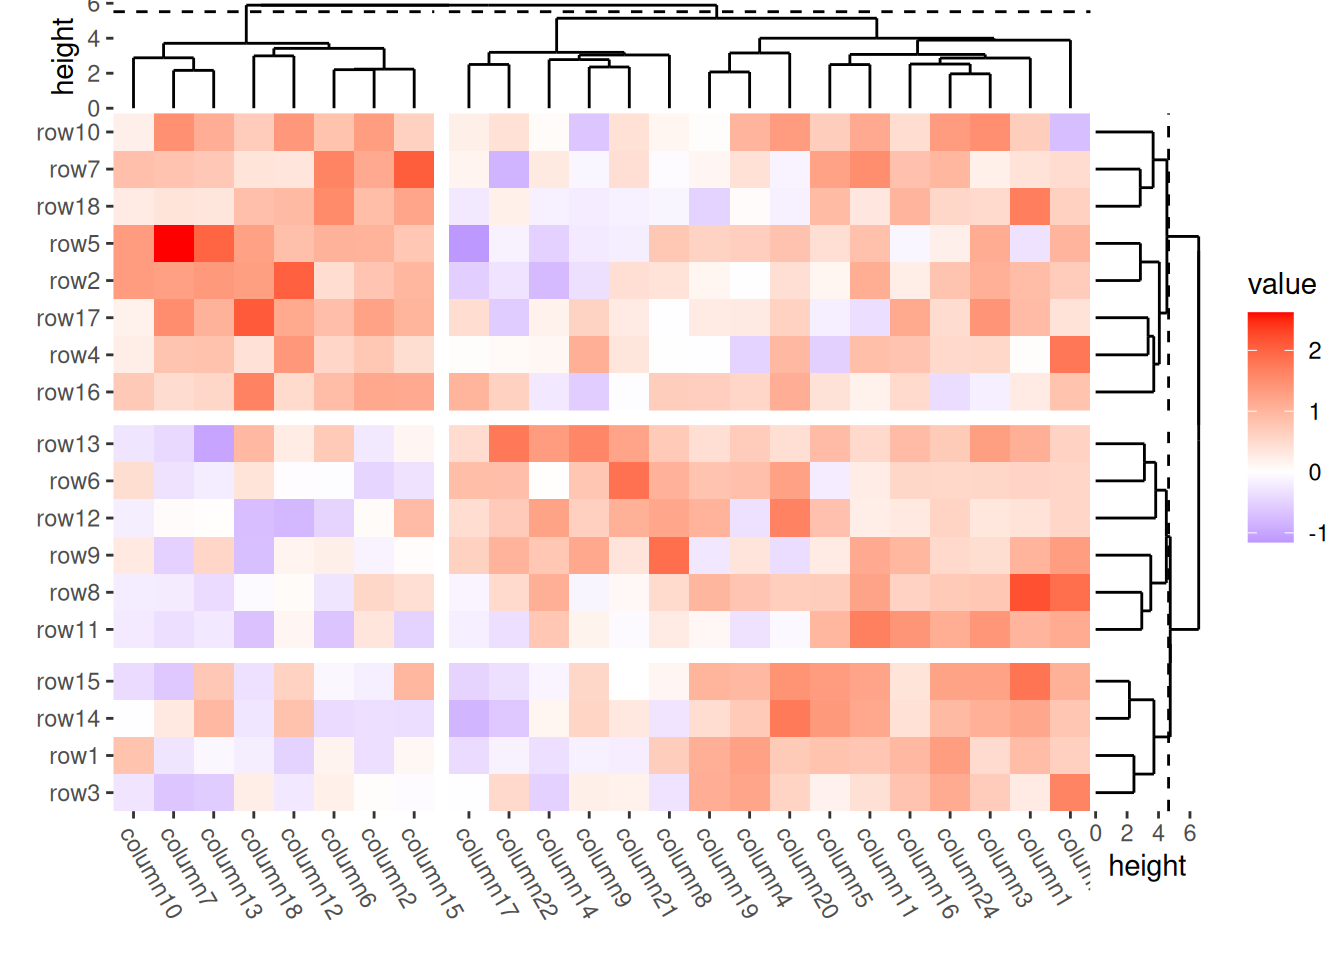 height
6
4
2
0
row10
row7
row18
row5
row2
row17
row4
row16
row13
row6
row12
row9
row8
row11
row15
row14
row1
row3
column10
column7
column13
column18
column12
column6
column2
column15
column17
column22
column14
column9
column21
column8
column19
column4
column20
column5
column11
column16
column24
column3
column1
0 2 4 6
height
value
2
1
0
-1